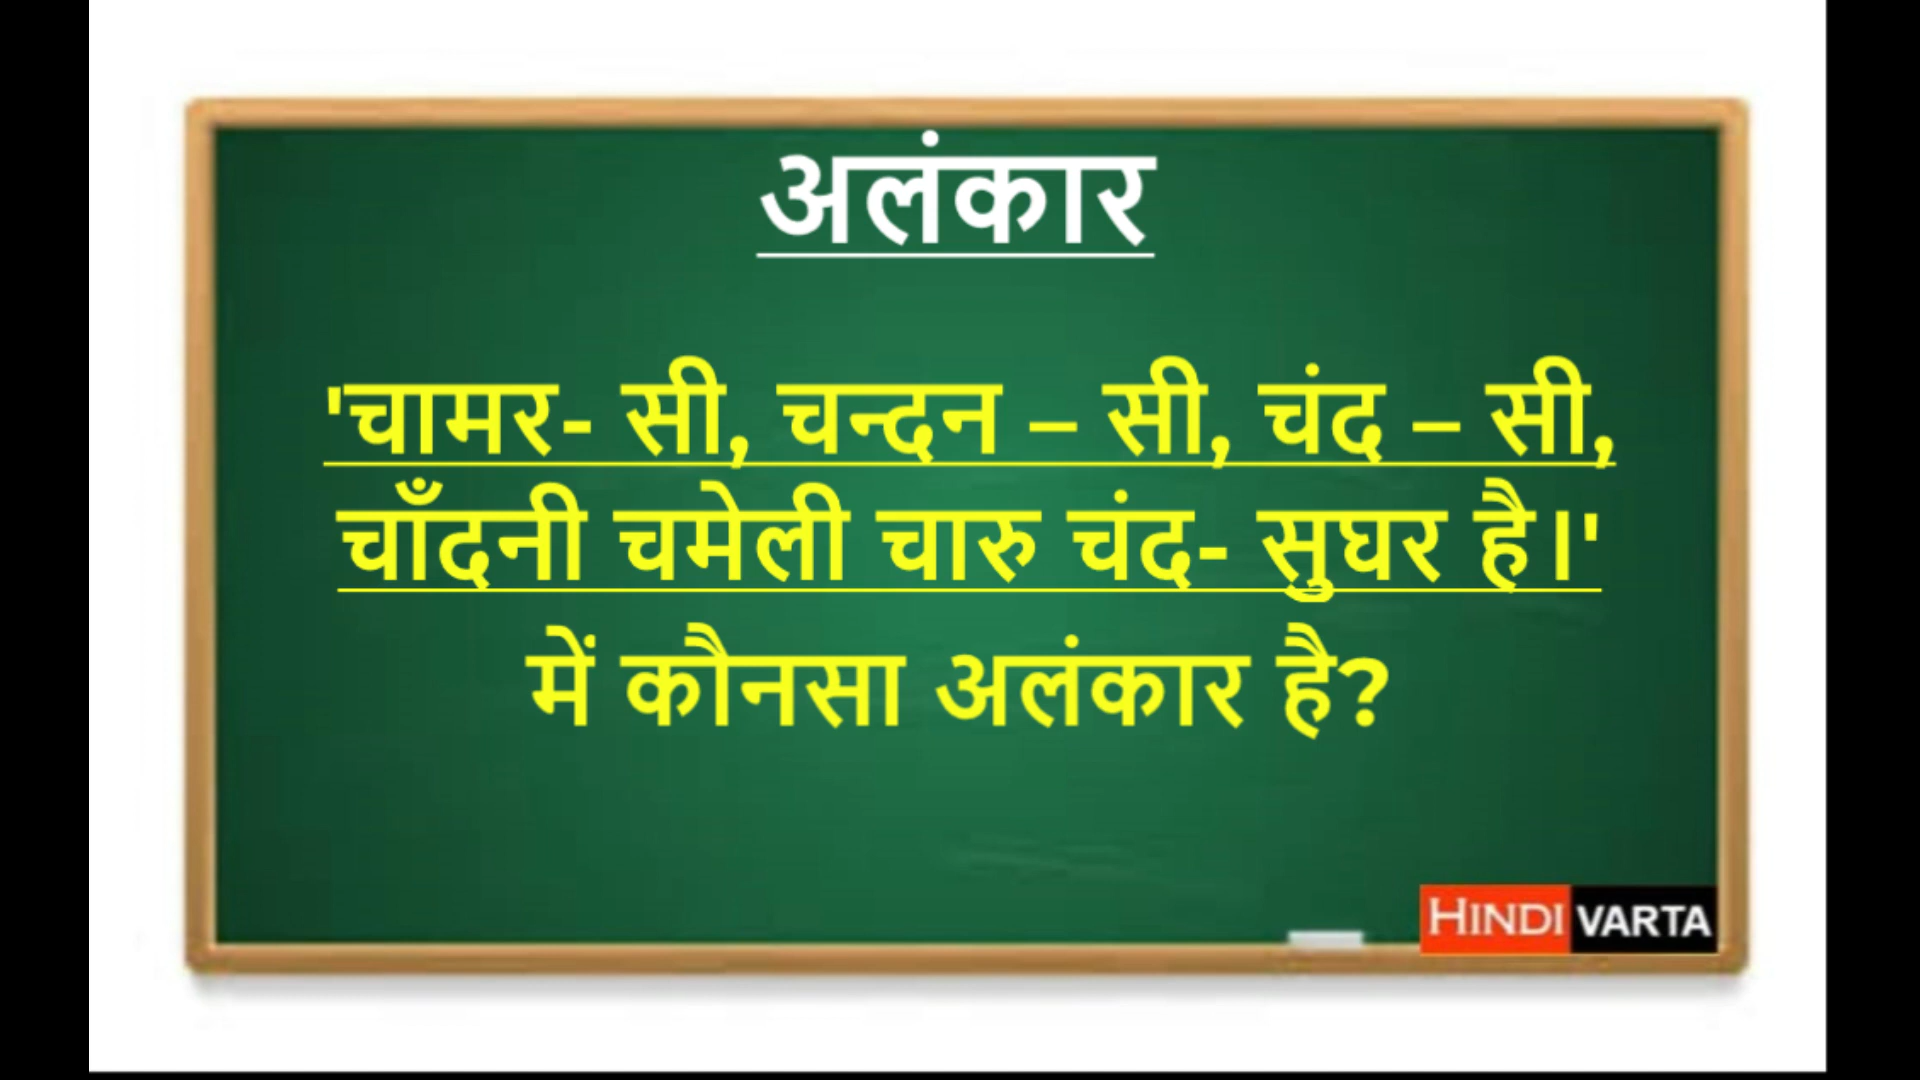 अलंकार
'चामर- सी, चन्दन – सी, चंद – सी,
चाँदनी चमेली चारु चंद- सुघर है।'
में कौनसा अलंकार है?
HINDI VARTA